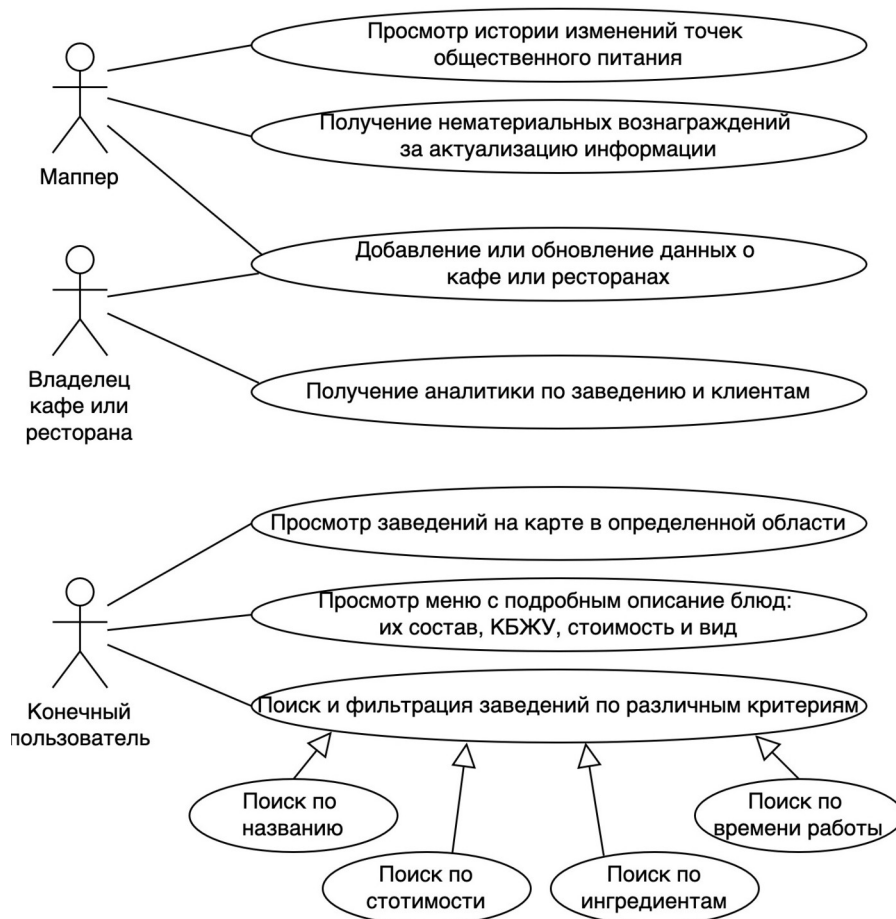 Просмотр истории изменений точек
общественного питания
Получение нематериальных вознаграждений
за актуализацию информации
Маппер
Добавление или обновление данных о
кафе или ресторанах
Владелец
кафе или
ресторана
Получение аналитики по заведению и клиентам
Просмотр заведений на карте в определенной области
Просмотр меню с подробным описание блюд:
их состав, КБЖУ, стоимость и вид
Конечный
пользователь
Поиск и фильтрация заведений по различным критериям
Поиск по
названию
Поиск по
стотимости
Поиск по
ингредиентам
Поиск по
времени работы